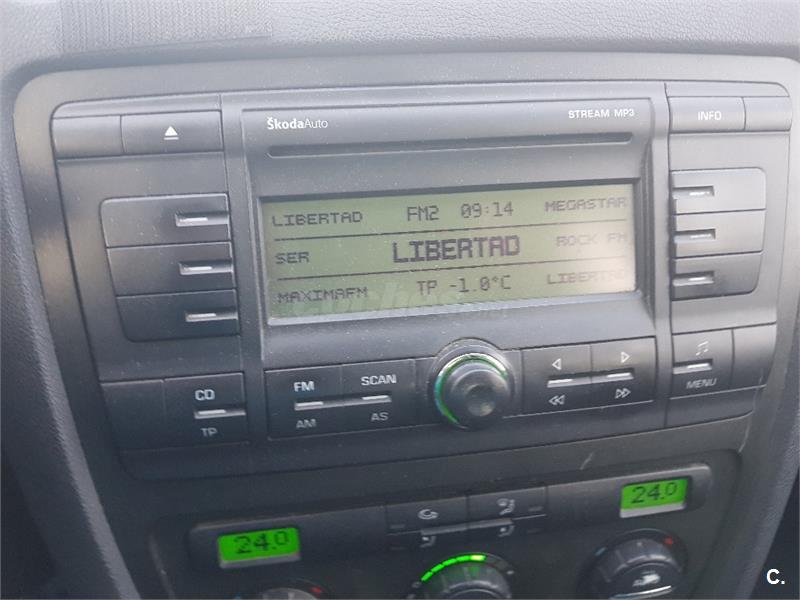 ŠkodaAuto STREAM MP3 INFO
LIBERTAD FM2 09:14 MEGASTAR
SER LIBERTAD ROCK FM
MAXIMAFM TP -1.0°C LIBERTAD
CD FM SCAN
TP AM AS MENU
24.0 24.0
C.